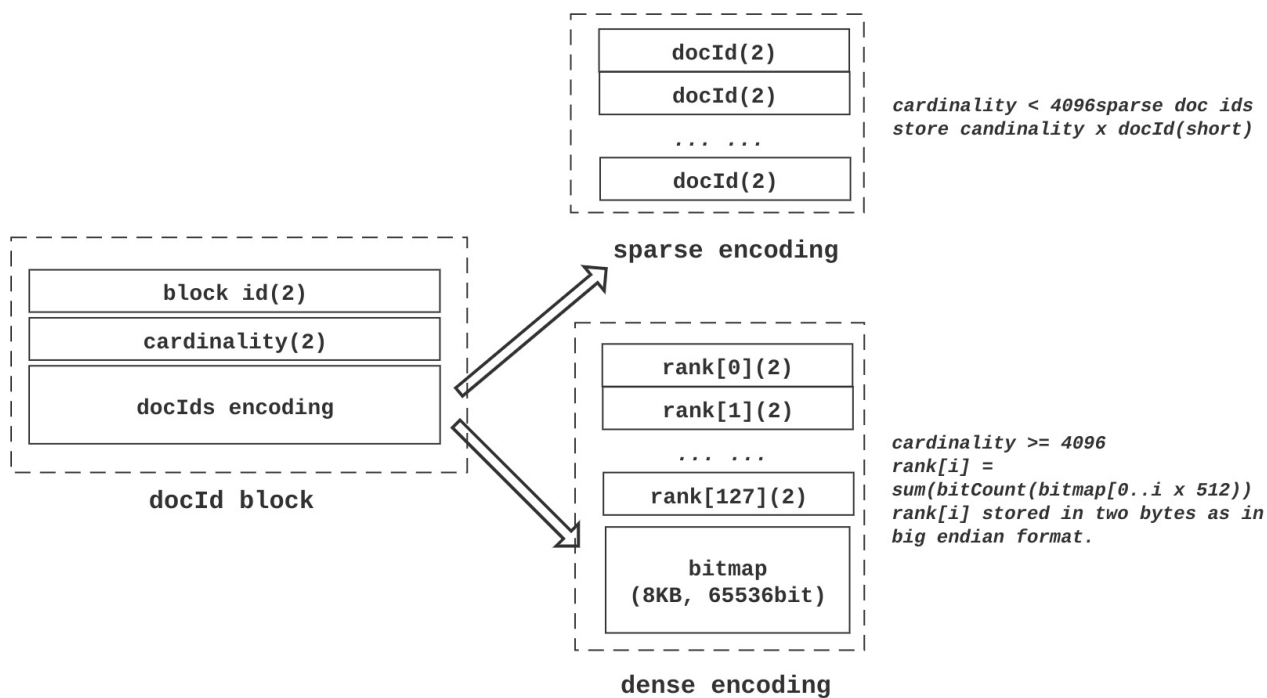 docId(2)
docId(2)
... ...
docId(2)
sparse encoding
cardinality < 4096sparse doc ids
store candinality x docId(short)
block id(2)
cardinality(2)
docIds encoding
docId block
rank[0](2)
rank[1](2)
... ...
rank[127](2)
bitmap
(8KB, 65536bit)
dense encoding
cardinality >= 4096
rank[i] =
sum(bitCount(bitmap[0..i x 512))
rank[i] stored in two bytes as in
big endian format.